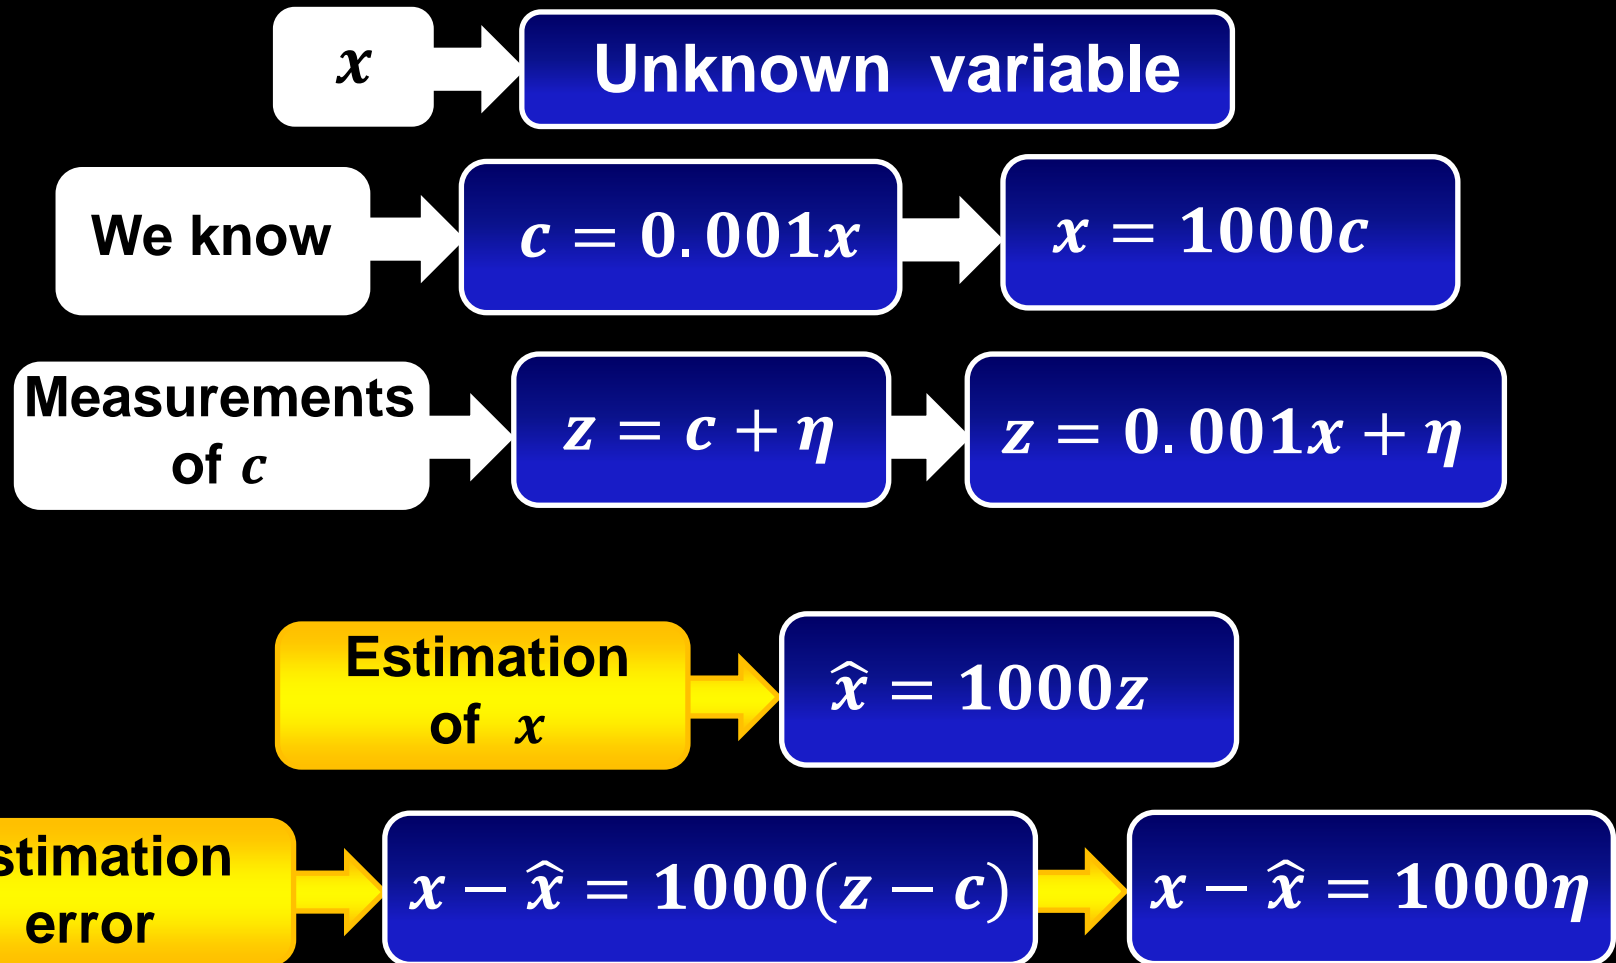 x
Unknown variable
We know
c = 0.001x
x = 1000c
Measurements
of c
z = c + η
z = 0.001x + η
Estimation
of x
x̂ = 1000z
stimation
error
x − x̂ = 1000(z − c)
x − x̂ = 1000η